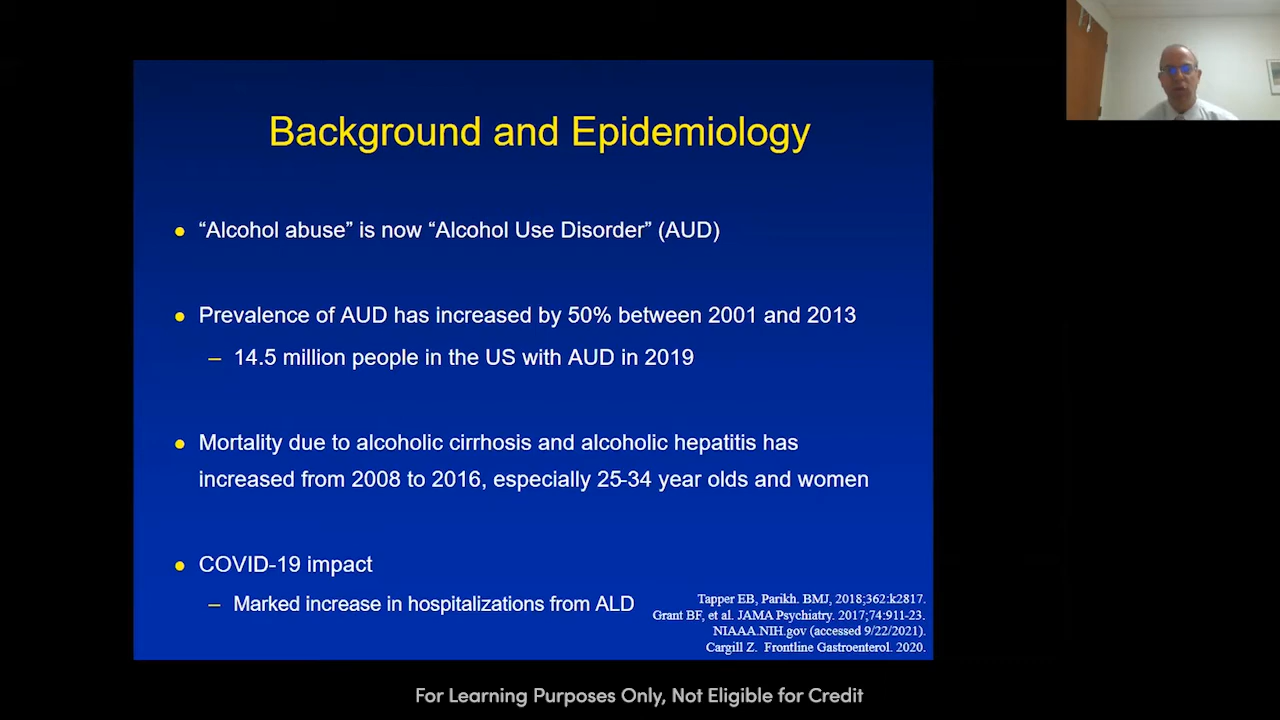 Background and Epidemiology
• “Alcohol abuse” is now “Alcohol Use Disorder” (AUD)
• Prevalence of AUD has increased by 50% between 2001 and 2013
– 14.5 million people in the US with AUD in 2019
• Mortality due to alcoholic cirrhosis and alcoholic hepatitis has
increased from 2008 to 2016, especially 25-34 year olds and women
• COVID-19 impact
– Marked increase in hospitalizations from ALD
Tapper EB, Parikh. BMJ, 2018;362:k2817.
Grant BF, et al. JAMA Psychiatry. 2017;74:911-23.
NIAAA.NIH.gov (accessed 9/22/2021).
Cargill Z. Frontline Gastroenterol. 2020.
For Learning Purposes Only, Not Eligible for Credit